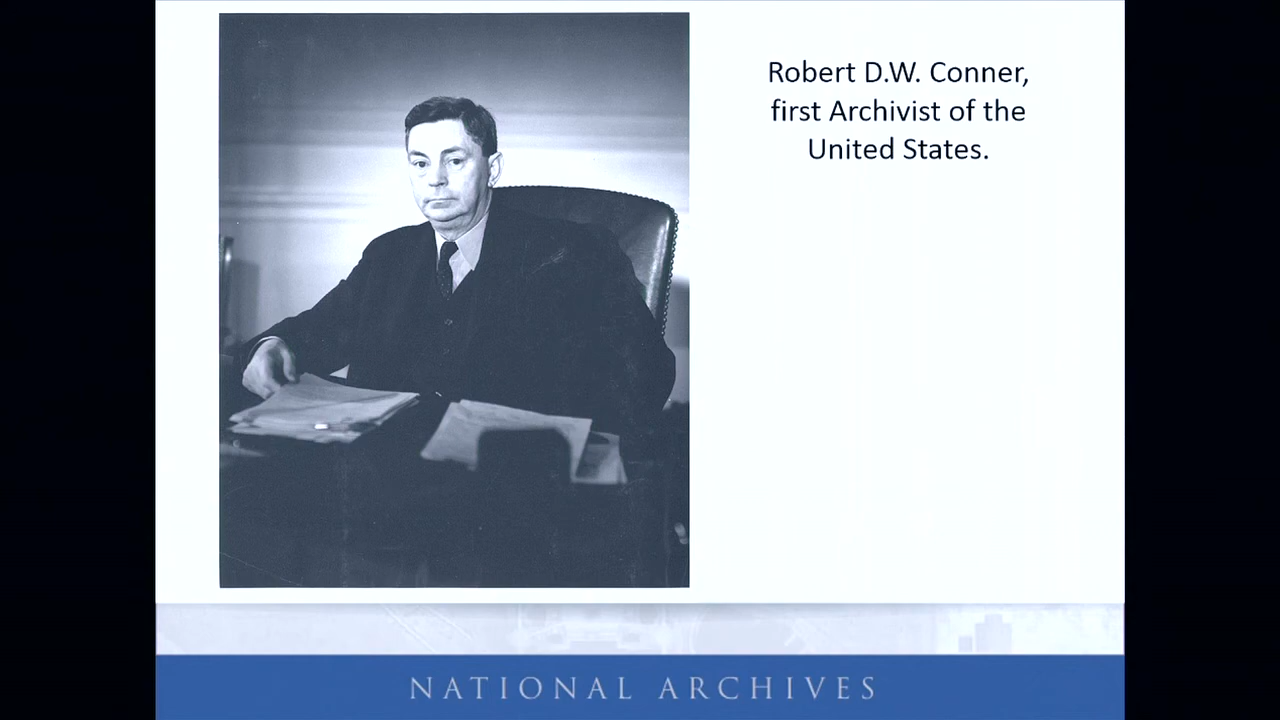 Robert D.W. Conner,
first Archivist of the
United States.
NATIONAL ARCHIVES